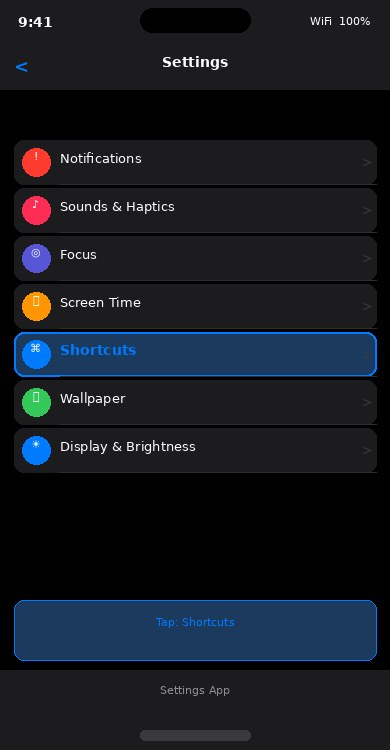 9:41
WiFi 100%
<
Settings
! Notifications >
♪ Sounds & Haptics >
◎ Focus >
Screen Time >
⌘ Shortcuts >
Wallpaper >
☀ Display & Brightness >
Tap: Shortcuts
Settings App